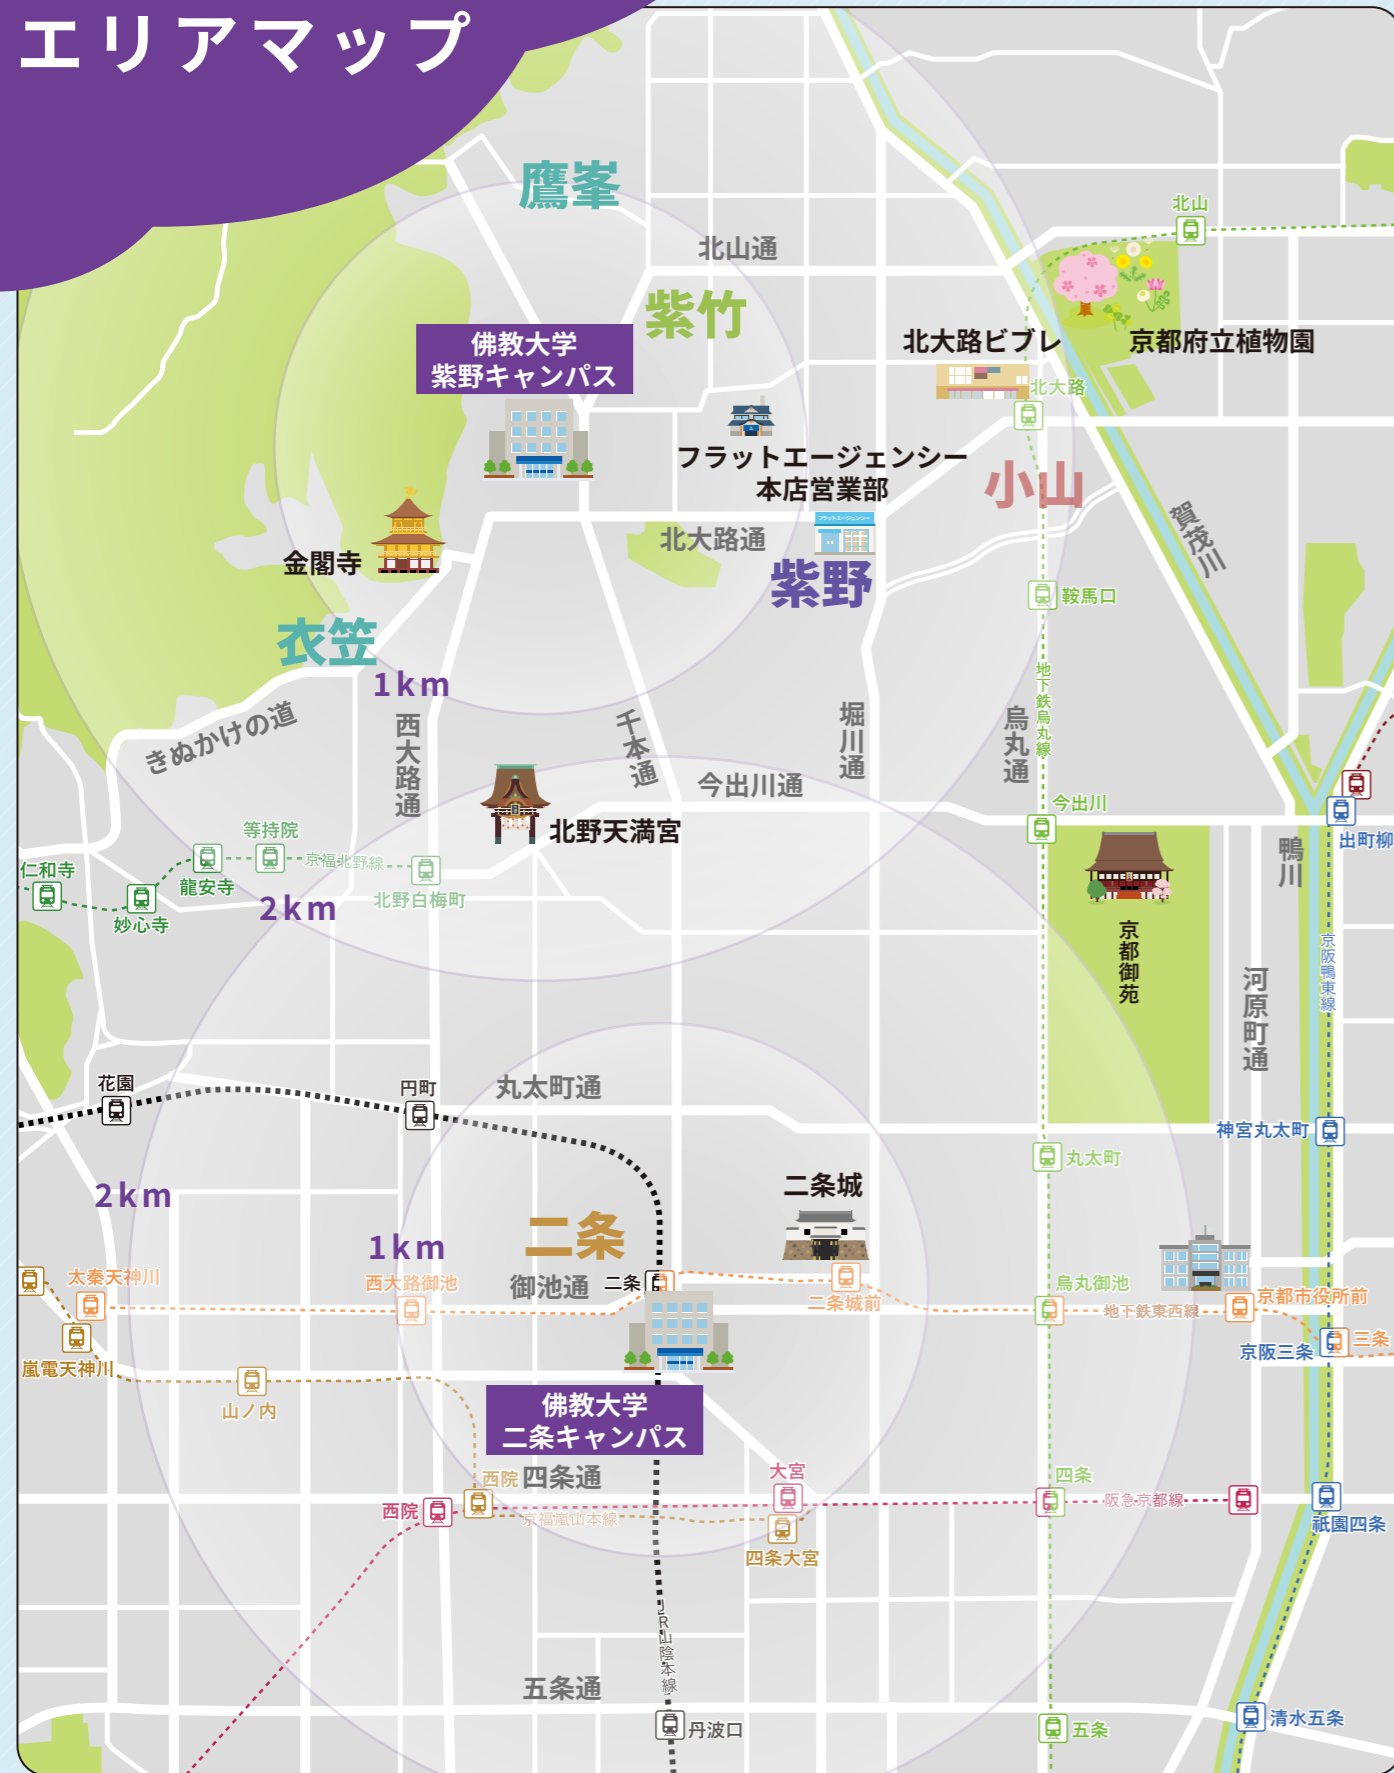 エリアマップ
鷹峯
北山
北山通
紫竹
佛教大学
紫野キャンパス
北大路ビブレ
京都府立植物園
北大路
フラットエージェンシー
本店営業部
小山
フラットエージェンシー
北大路通
賀茂川
金閣寺
紫野
鞍馬口
衣笠
1km
地下鉄烏丸線
きぬかけの道
西大路通
千本通
堀川通
烏丸通
今出川通
今出川
北野天満宮
出町柳
鴨川
等持院
京福北野線
仁和寺
龍安寺
北野白梅町
妙心寺
2km
京都御苑
京阪鴨東線
河原町通
花園
円町
丸太町通
神宮丸太町
丸太町
2km
二条城
1km
二条
太秦天神川
西大路御池
御池通
二条
二条城前
烏丸御池
地下鉄東西線
京都市役所前
嵐電天神川
京阪三条
三条
山ノ内
佛教大学
二条キャンパス
西院
四条通
大宮
四条
西院
京福嵐山本線
阪急京都線
祇園四条
四条大宮
JR山陰本線
五条通
丹波口
五条
清水五条